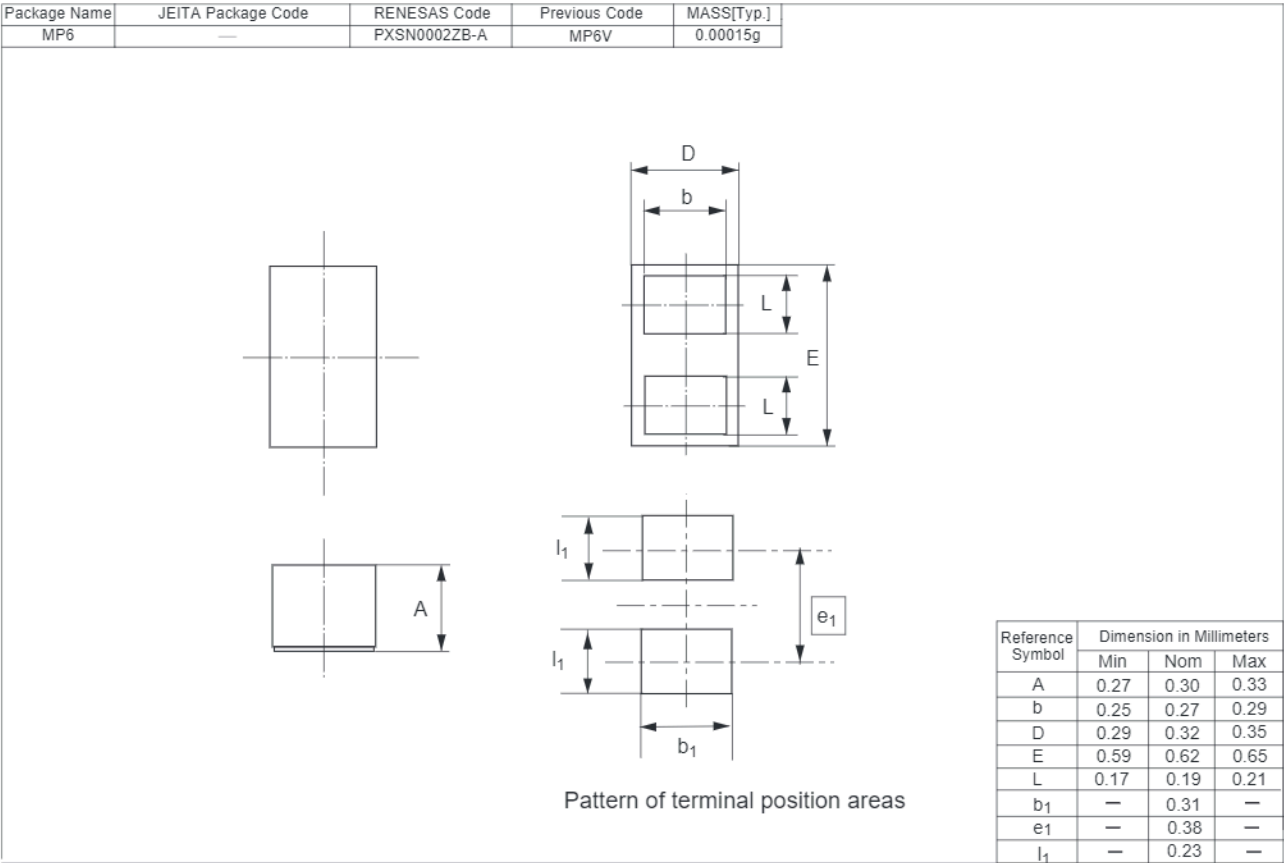 Package Name JEITA Package Code RENESAS Code Previous Code MASS[Typ.]
MP6 — PXSN0002ZB-A MP6V 0.00015g
D
b
L
E
L
l1
A
e1
l1
b1
Pattern of terminal position areas
Reference Symbol Dimension in Millimeters
Min Nom Max
A 0.27 0.30 0.33
b 0.25 0.27 0.29
D 0.29 0.32 0.35
E 0.59 0.62 0.65
L 0.17 0.19 0.21
b1 — 0.31 —
e1 — 0.38 —
l1 — 0.23 —